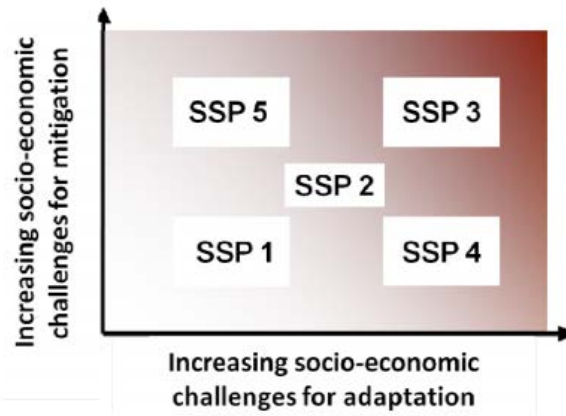 Increasing socio-economic
challenges for mitigation
SSP 5
SSP 3
SSP 2
SSP 1
SSP 4
Increasing socio-economic
challenges for adaptation